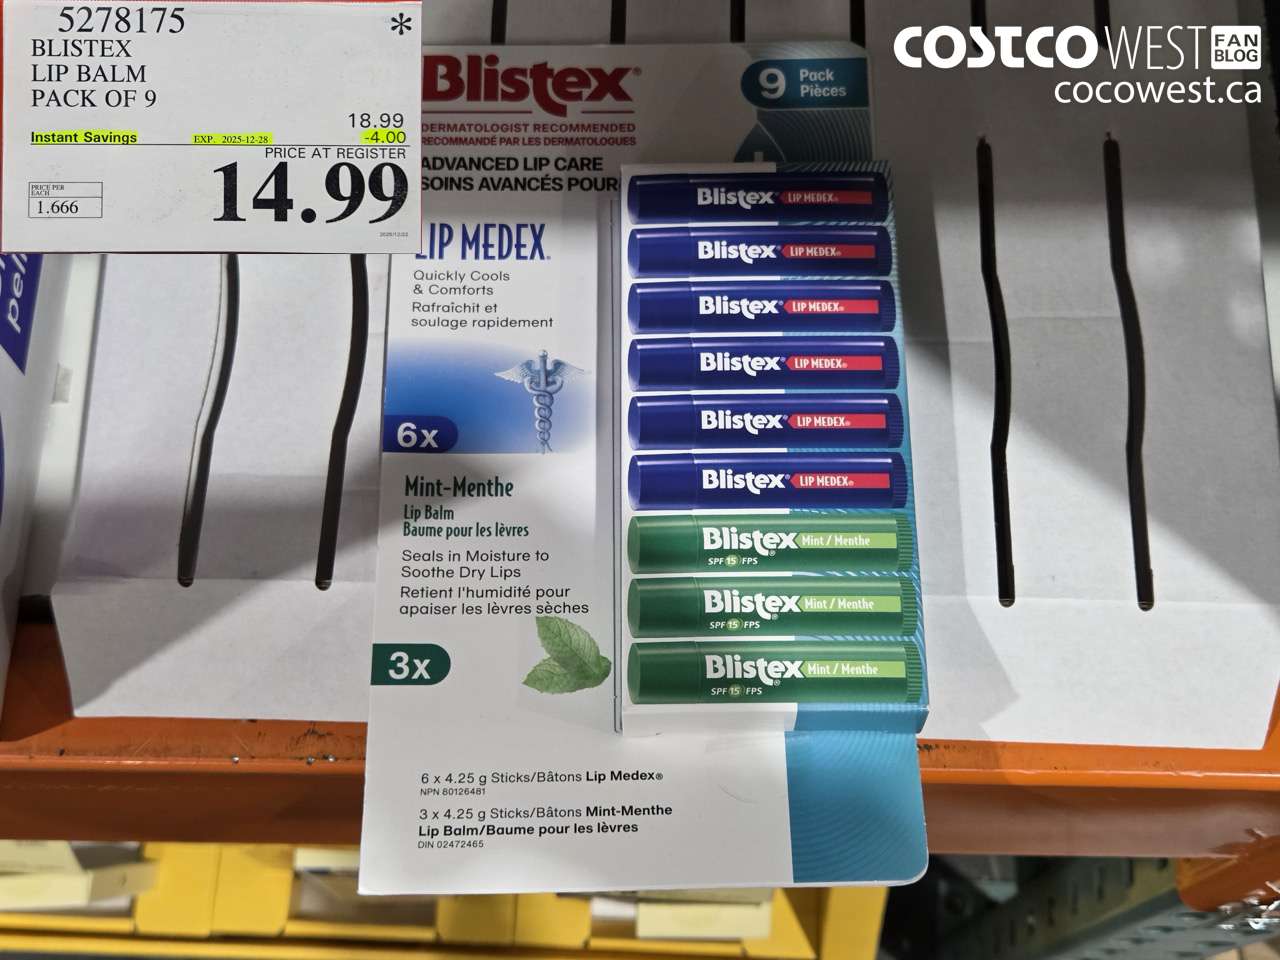 5278175 *
BLISTEX
LIP BALM
PACK OF 9
18.99
Instant Savings EXP. 2025-12-28 -4.00
PRICE AT REGISTER
14.99
PRICE PER
EACH
1.666
COSTCO WEST FAN BLOG
cocowest.ca
Blistex®
9 Pack
Pièces
DERMATOLOGIST RECOMMENDED
RECOMMANDÉ PAR LES DERMATOLOGUES
ADVANCED LIP CARE
SOINS AVANCÉS POUR
LIP MEDEX®
Quickly Cools
& Comforts
Rafraîchit et
soulage rapidement
6x
Mint-Menthe
Lip Balm
Baume pour les lèvres
Seals in Moisture to
Soothe Dry Lips
Retient l'humidité pour
apaiser les lèvres sèches
3x
Blistex® LIP MEDEX®
Blistex® LIP MEDEX®
Blistex® LIP MEDEX®
Blistex® LIP MEDEX®
Blistex® LIP MEDEX®
Blistex® LIP MEDEX®
Blistex® Mint / Menthe
SPF 15 FPS
Blistex® Mint / Menthe
SPF 15 FPS
Blistex® Mint / Menthe
SPF 15 FPS
6 x 4.25 g Sticks/Bâtons Lip Medex®
NPN 80126481
3 x 4.25 g Sticks/Bâtons Mint-Menthe
Lip Balm/Baume pour les lèvres
DIN 02472465